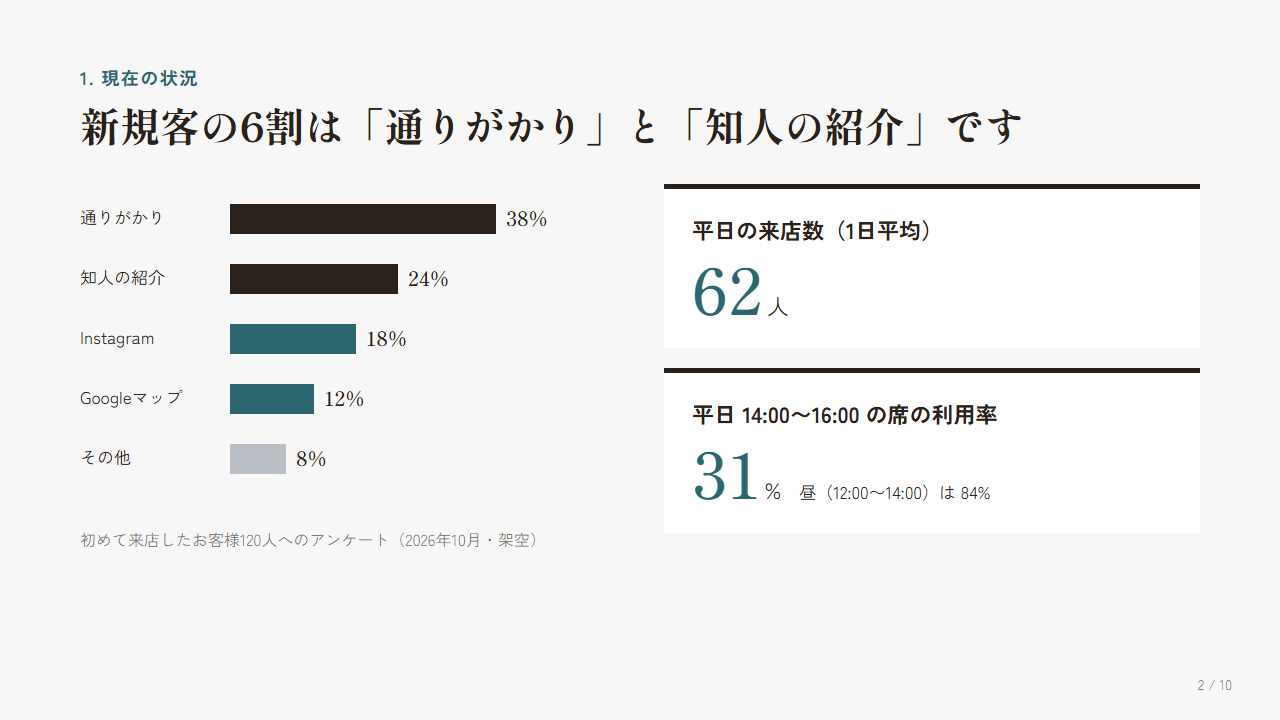 1. 現在の状況
新規客の6割は「通りがかり」と「知人の紹介」です
通りがかり 38%
知人の紹介 24%
Instagram 18%
Googleマップ 12%
その他 8%
初めて来店したお客様120人へのアンケート（2026年10月・架空）
平日の来店数（1日平均）
62人
平日 14:00〜16:00 の席の利用率
31% 昼（12:00〜14:00）は 84%
2 / 10